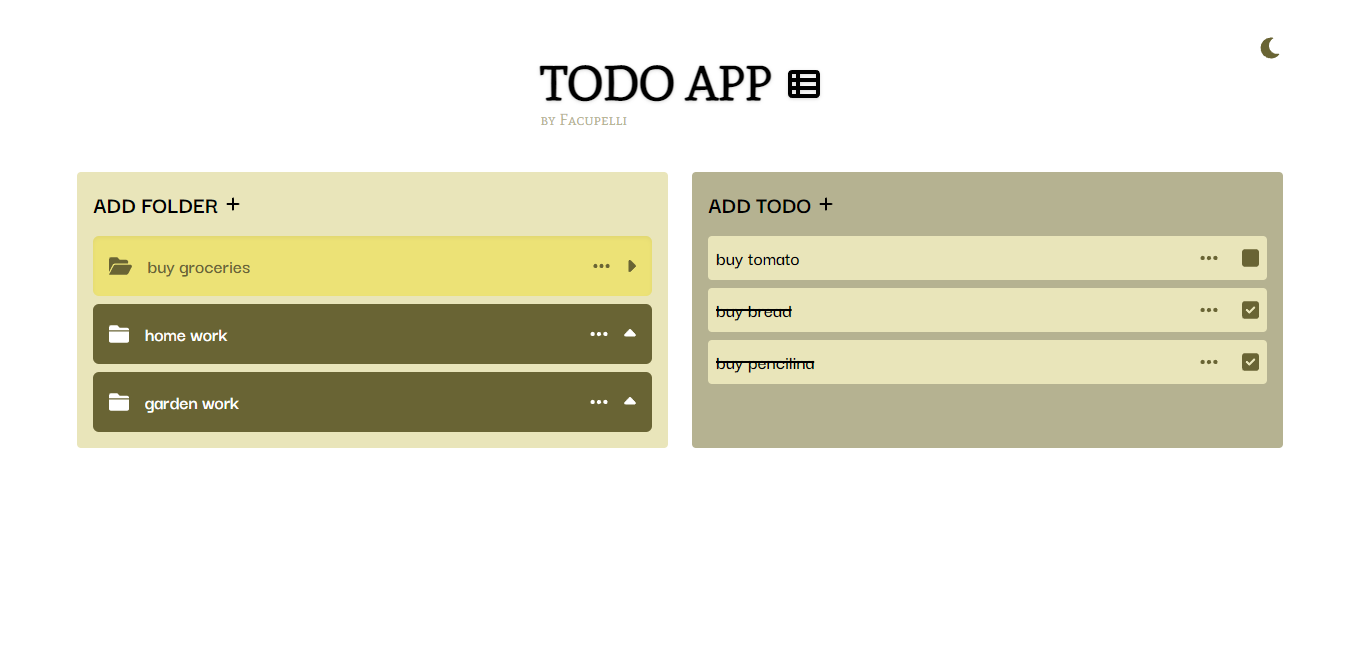 TODO APP
BY FACUPELLI
ADD FOLDER +
buy groceries
home work
garden work
ADD TODO +
buy tomato
buy bread
buy pencilina